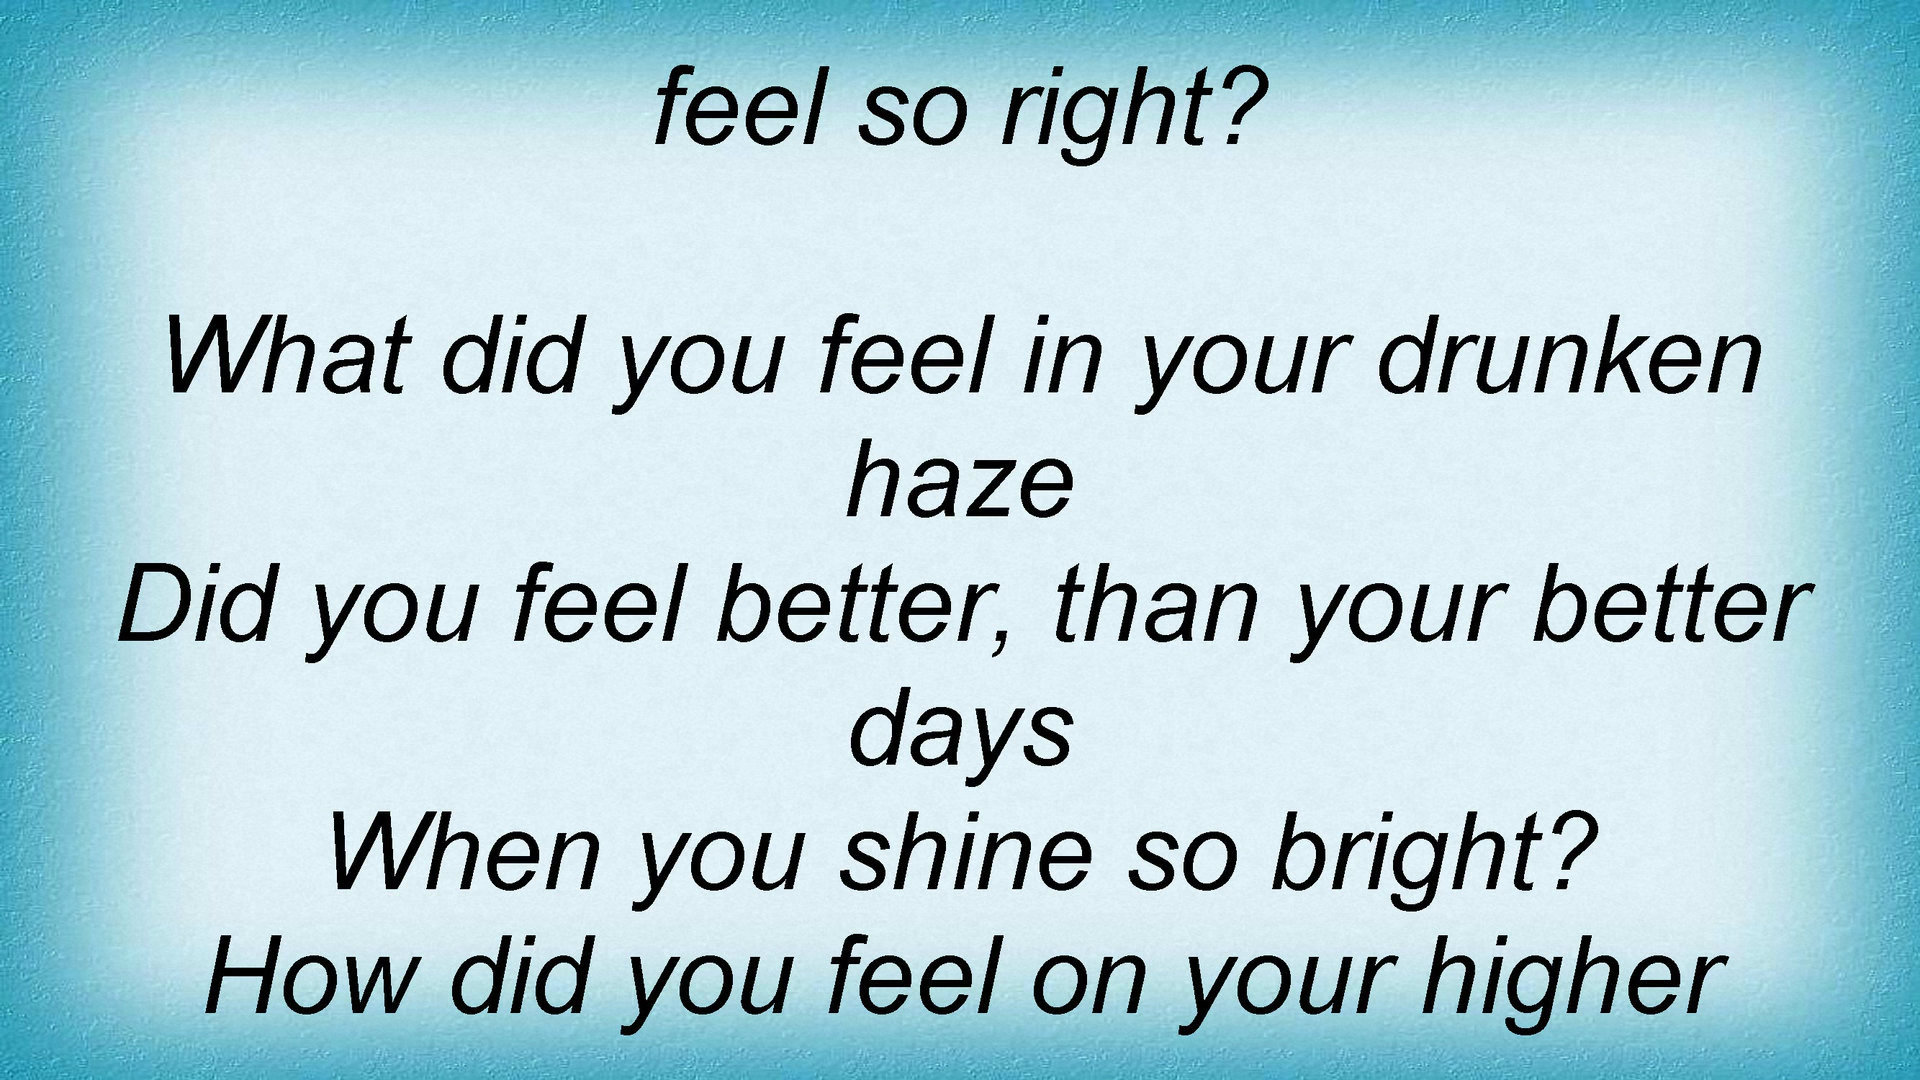 feel so right?
What did you feel in your drunken
haze
Did you feel better, than your better
days
When you shine so bright?
How did you feel on your higher